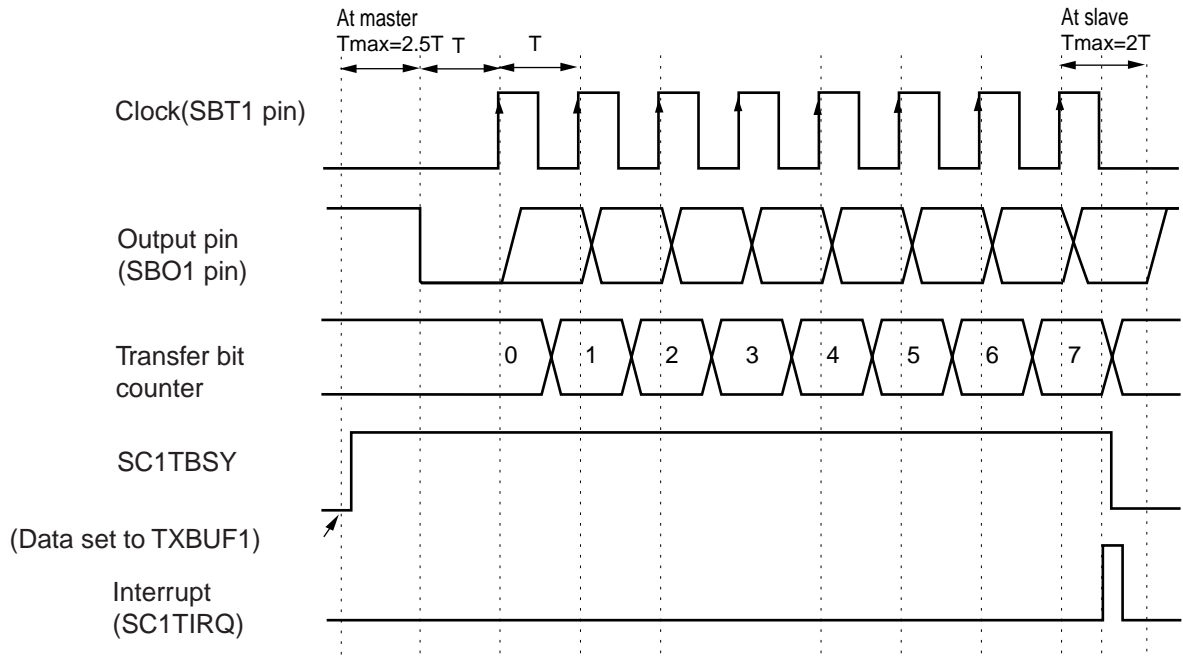 At master
Tmax=2.5T
T
T
At slave
Tmax=2T
Clock(SBT1 pin)
Output pin
(SBO1 pin)
Transfer bit
counter
0 1 2 3 4 5 6 7
SC1TBSY
(Data set to TXBUF1)
Interrupt
(SC1TIRQ)